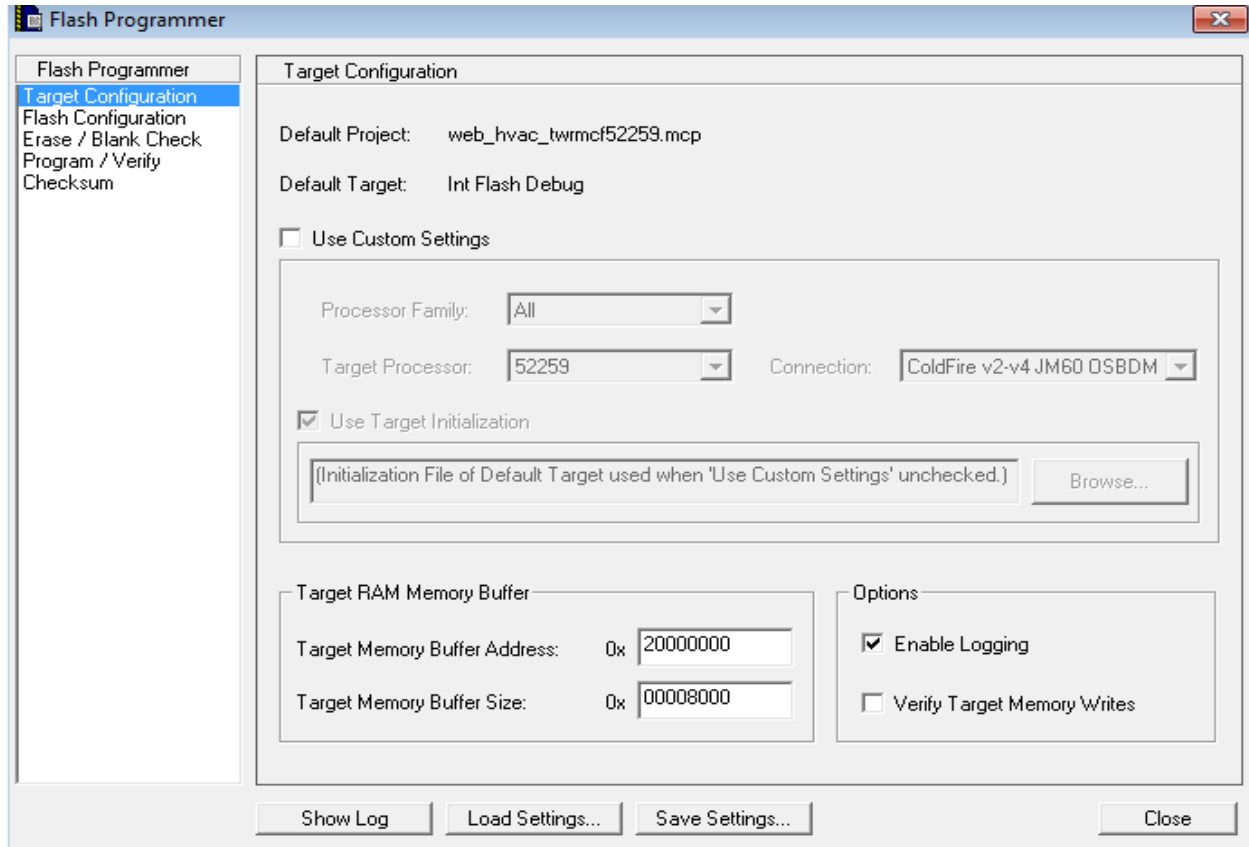 Flash Programmer
Flash Programmer
Target Configuration
Flash Configuration
Erase / Blank Check
Program / Verify
Checksum
Target Configuration
Default Project: web_hvac_twrmcf52259.mcp
Default Target: Int Flash Debug
Use Custom Settings
Processor Family: All
Target Processor: 52259 Connection: ColdFire v2-v4 JM60 OSBDM
Use Target Initialization
(Initialization File of Default Target used when 'Use Custom Settings' unchecked.) Browse...
Target RAM Memory Buffer
Target Memory Buffer Address: 0x 20000000
Target Memory Buffer Size: 0x 00008000
Options
Enable Logging
Verify Target Memory Writes
Show Log Load Settings... Save Settings... Close